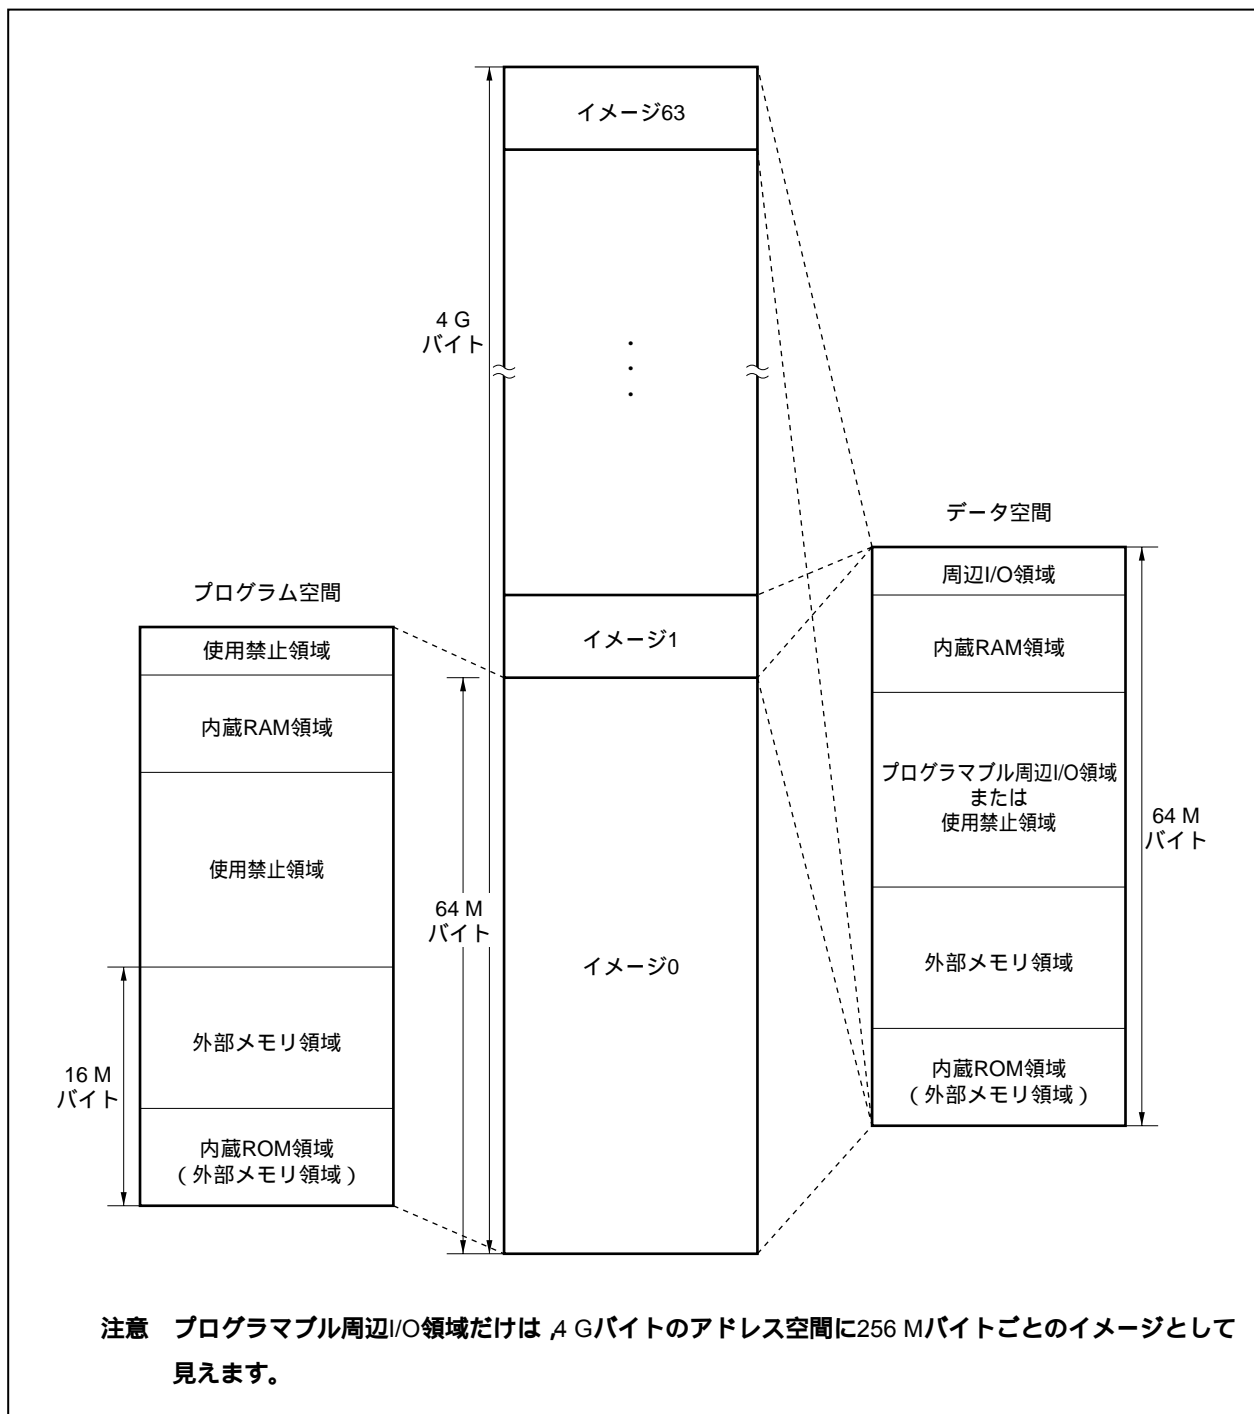 イメージ63
4 G
バイト
・
・
・
データ空間
周辺I/O領域
プログラム空間
イメージ1
使用禁止領域
内蔵RAM領域
内蔵RAM領域
プログラマブル周辺I/O領域
または
使用禁止領域
64 M
バイト
使用禁止領域
64 M
バイト
イメージ0
外部メモリ領域
外部メモリ領域
16 M
バイト
内蔵ROM領域
(外部メモリ領域)
内蔵ROM領域
(外部メモリ領域)
注意 プログラマブル周辺I/O領域だけは,4 Gバイトのアドレス空間に256 Mバイトごとのイメージとして
見えます。